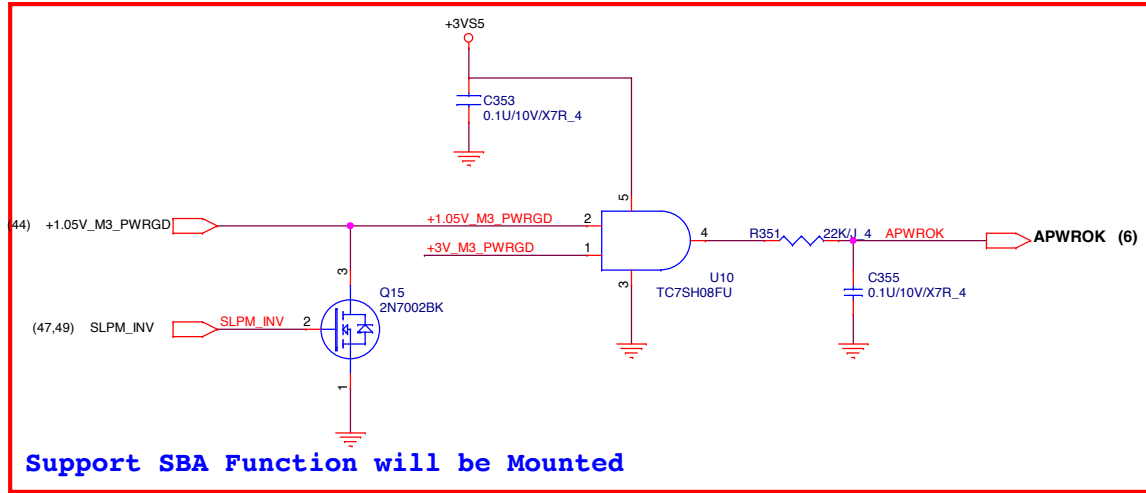 +3VS5
C353
0.1U/10V/X7R_4
5
(44) +1.05V_M3_PWRGD
+1.05V_M3_PWRGD 2
+3V_M3_PWRGD 1
4
R351 22K/J_4 APWROK
APWROK (6)
U10
TC7SH08FU
3
C355
0.1U/10V/X7R_4
3
Q15
2N7002BK
(47,49) SLPM_INV
SLPM_INV 2
1
Support SBA Function will be Mounted